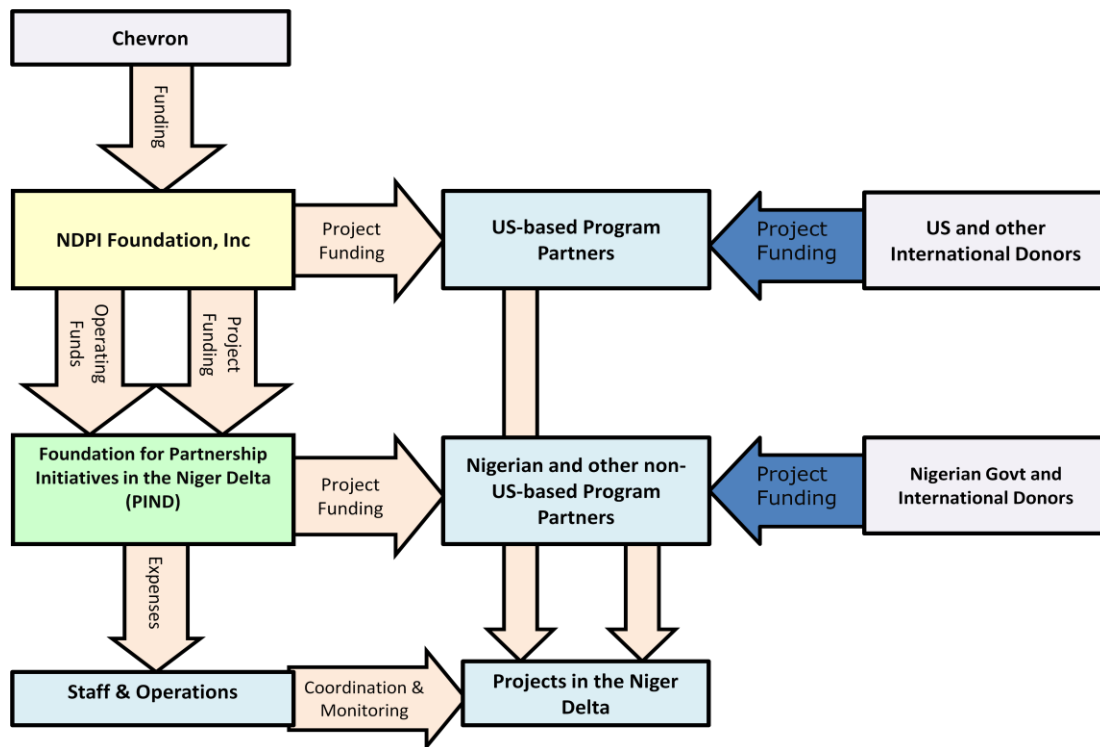 Chevron
Funding
NDPI Foundation, Inc
Project
Funding
US-based Program
Partners
Project
Funding
US and other
International Donors
Operating
Funds
Project
Funding
Foundation for Partnership
Initiatives in the Niger Delta
(PIND)
Project
Funding
Nigerian and other non-
US-based Program
Partners
Project
Funding
Nigerian Govt and
International Donors
Expenses
Staff & Operations
Coordination &
Monitoring
Projects in the Niger
Delta